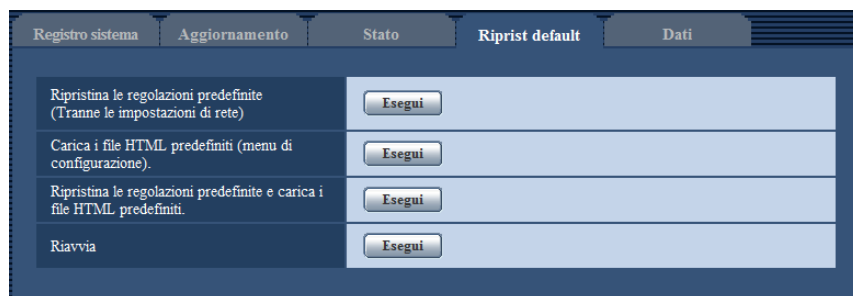 Registro sistema Aggiornamento Stato Riprist default Dati
Ripristina le regolazioni predefinite
(Tranne le impostazioni di rete)
Esegui
Carica i file HTML predefiniti (menu di
configurazione).
Esegui
Ripristina le regolazioni predefinite e carica i
file HTML predefiniti.
Esegui
Riavvia
Esegui